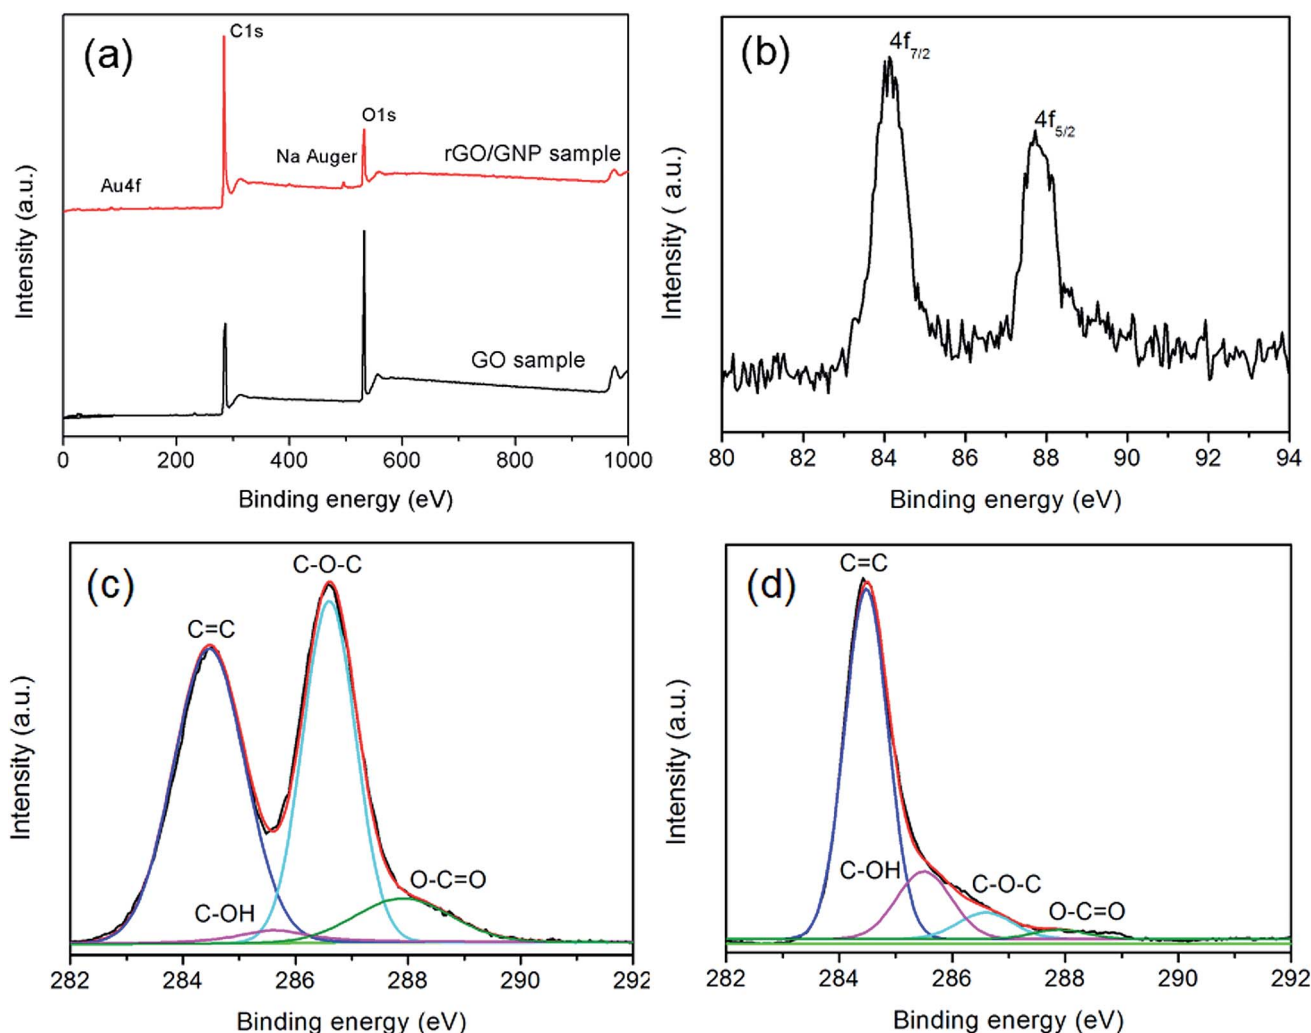 (a)
C1s
O1s
Na Auger
rGO/GNP sample
Au4f
GO sample
Intensity (a.u.)
0 200 400 600 800 1000
Binding energy (eV)
(b)
4f7/2
4f5/2
Intensity ( a.u.)
80 82 84 86 88 90 92 94
Binding energy (eV)
(c)
C-O-C
C=C
O-C=O
C-OH
Intensity (a.u.)
282 284 286 288 290 292
Binding energy (eV)
(d)
C=C
C-OH
C-O-C
O-C=O
Intensity (a.u.)
282 284 286 288 290 292
Binding energy (eV)